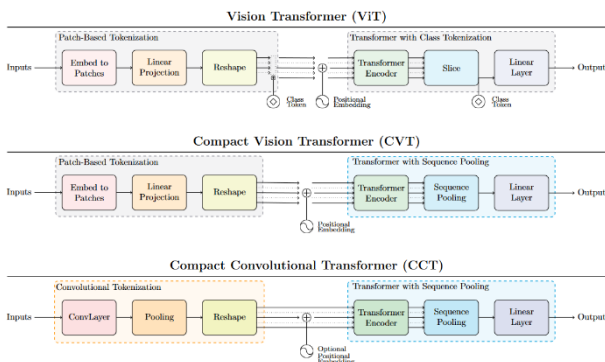 Vision Transformer (ViT)
Patch-Based Tokenization
Transformer with Class Tokenization
Inputs
Embed to
Patches
Linear
Projection
Reshape
Class
Token
Positional
Embedding
Transformer
Encoder
Slice
Class
Token
Linear
Layer
Output
Compact Vision Transformer (CVT)
Patch-Based Tokenization
Transformer with Sequence Pooling
Inputs
Embed to
Patches
Linear
Projection
Reshape
Positional
Embedding
Transformer
Encoder
Sequence
Pooling
Linear
Layer
Output
Compact Convolutional Transformer (CCT)
Convolutional Tokenization
Transformer with Sequence Pooling
Inputs
ConvLayer
Pooling
Reshape
Optional
Positional
Embedding
Transformer
Encoder
Sequence
Pooling
Linear
Layer
Output